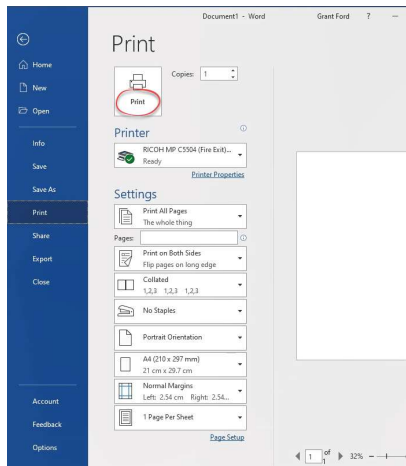 Document1 - Word
Grant Ford
?
Print
Home
New
Open
Info
Save
Save As
Print
Share
Export
Close
Account
Feedback
Options
Print
Copies: 1
Printer
RICOH MP C5504 (Fire Exit)...
Ready
Printer Properties
Settings
Print All Pages
The whole thing
Pages:
Print on Both Sides
Flip pages on long edge
Collated
1,2,3 1,2,3 1,2,3
No Staples
Portrait Orientation
A4 (210 x 297 mm)
21 cm x 29.7 cm
Normal Margins
Left: 2.54 cm Right: 2.54...
1 Page Per Sheet
Page Setup
1 of 1
32%